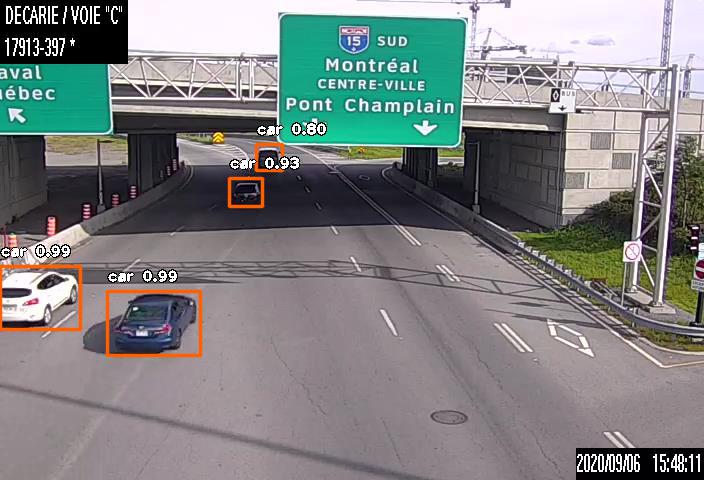 DECARIE / VOIE "C"
17913-397 *
aval
uébec
15 SUD
Montréal
CENTRE-VILLE
Pont Champlain
BUS
car 0.80
car 0.93
car 0.99
car 0.99
2020/09/06 15:48:11